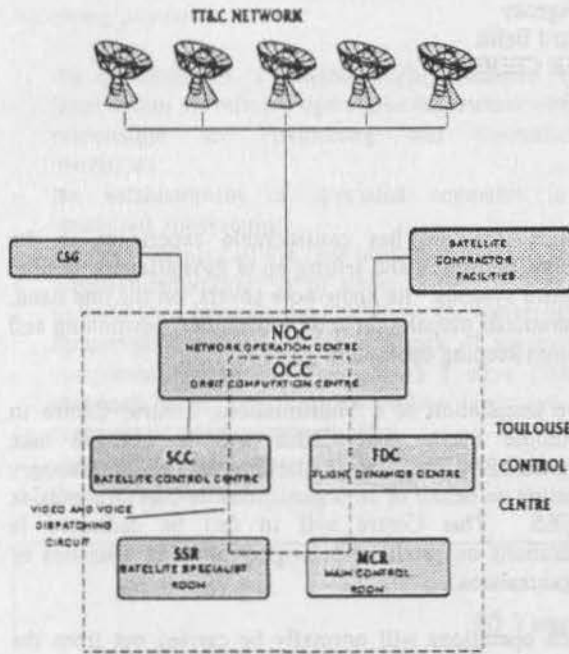 TT&C NETWORK
CSG
SATELLITE
CONTRACTOR
FACILITIES
NOC
NETWORK OPERATION CENTRE
OCC
ORBIT COMPUTATION CENTRE
SCC
SATELLITE CONTROL CENTRE
FDC
FLIGHT DYNAMICS CENTRE
TOULOUSE
CONTROL
CENTRE
VIDEO AND VOICE
DISPATCHING
CIRCUIT
SSR
SATELLITE SPECIALIST
ROOM
MCR
MAIN CONTROL
ROOM